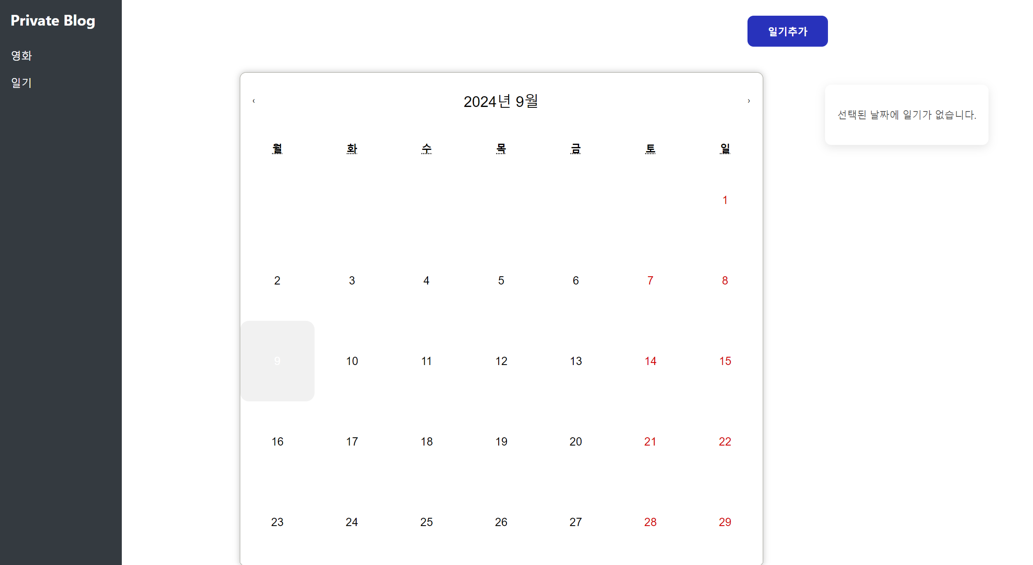 Private Blog
영화
일기
일기추가
‹ 2024년 9월 ›
월 화 수 목 금 토 일
1
2 3 4 5 6 7 8
9 10 11 12 13 14 15
16 17 18 19 20 21 22
23 24 25 26 27 28 29
선택된 날짜에 일기가 없습니다.